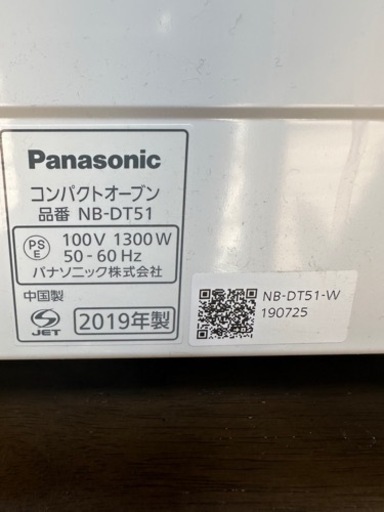 Panasonic
コンパクトオーブン
品番 NB-DT51
PS E 100V 1300W
50-60 Hz
パナソニック株式会社
中国製
S JET 2019年製
NB-DT51-W
190725